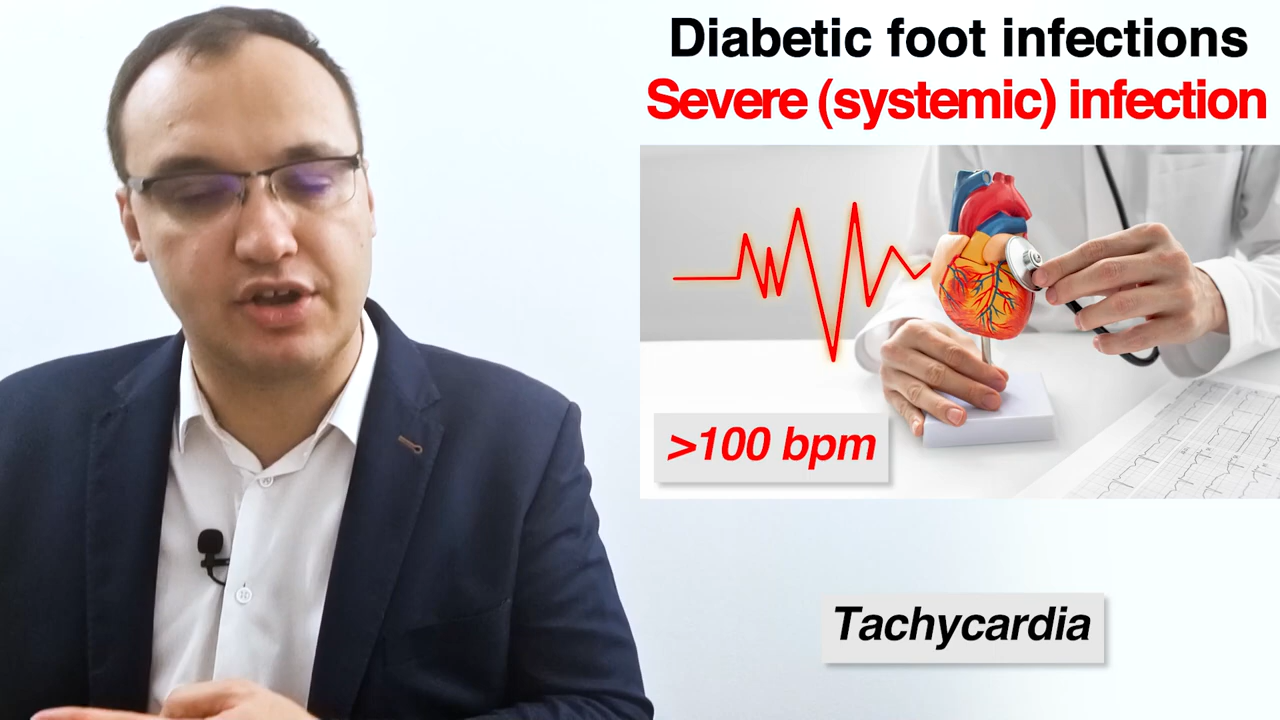 Diabetic foot infections
Severe (systemic) infection
>100 bpm
Tachycardia